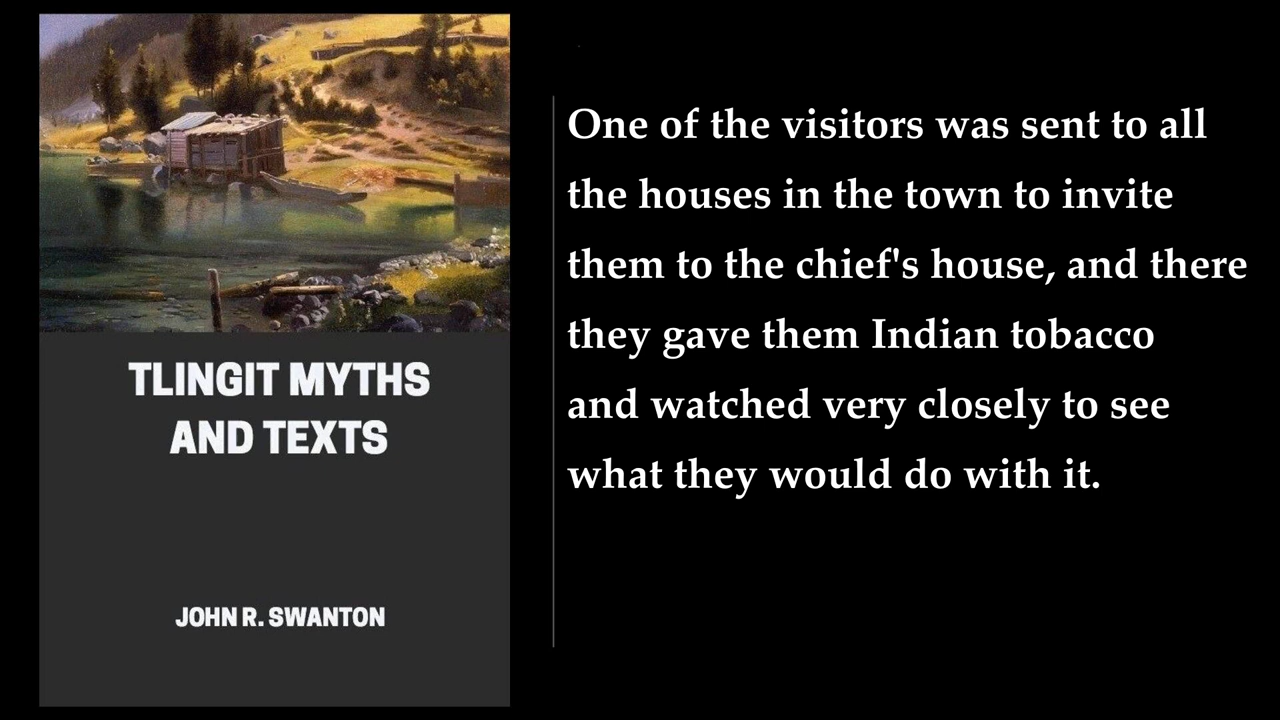 TLINGIT MYTHS
AND TEXTS
JOHN R. SWANTON
One of the visitors was sent to all
the houses in the town to invite
them to the chief's house, and there
they gave them Indian tobacco
and watched very closely to see
what they would do with it.